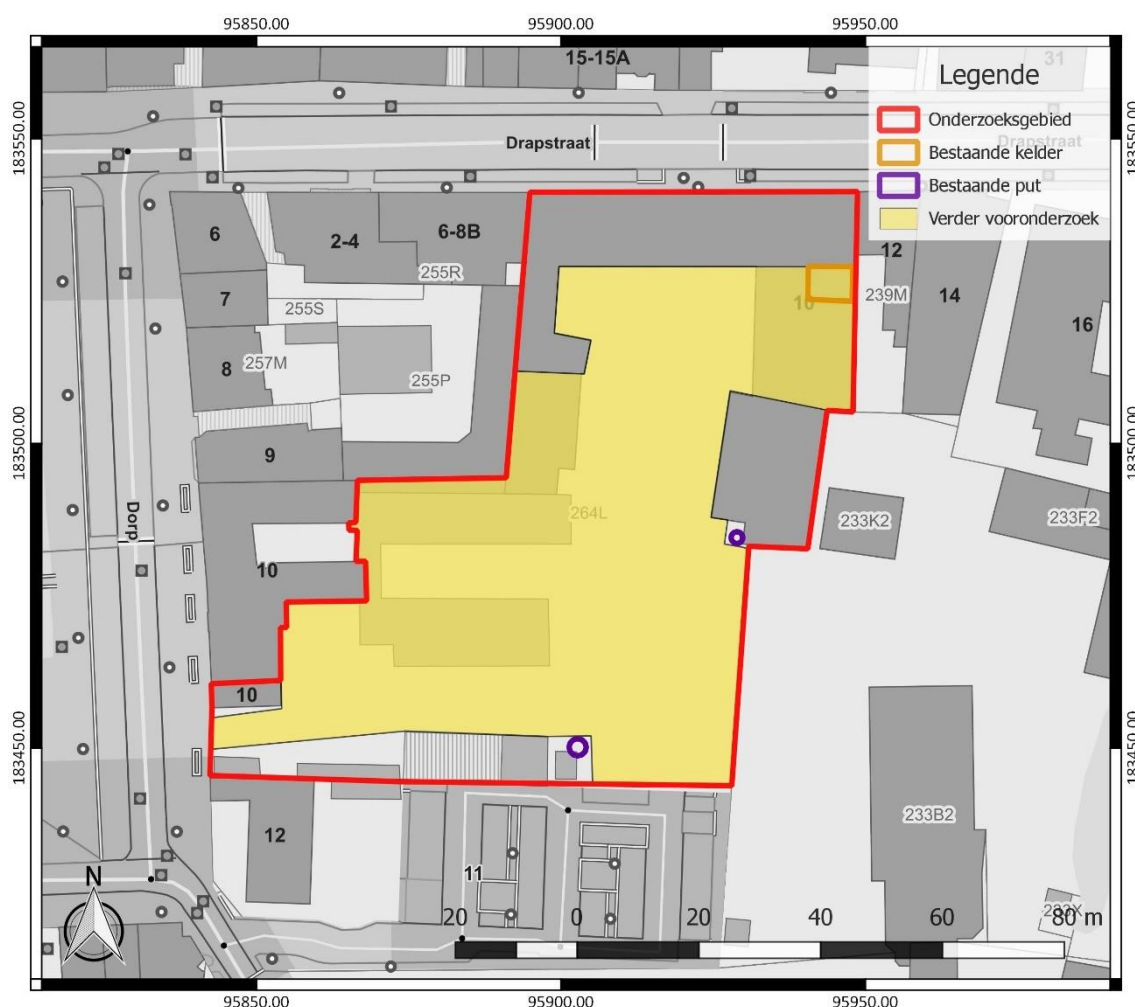 95850.00 95900.00 95950.00
15-15A
31
Legende
Onderzoeksgebied
Bestaande kelder
Bestaande put
Verder vooronderzoek
183550.00
183550.00
Drapstraat
Drapstraat
6
2-4
6-8B
255R
12
239M
10
14
16
7
255S
8
257M
255P
183500.00
183500.00
9
264L
233K2
233F2
Dorp
10
10
183450.00
183450.00
12
11
233B2
233X
N
20 0 20 40 60 80 m
95850.00 95900.00 95950.00